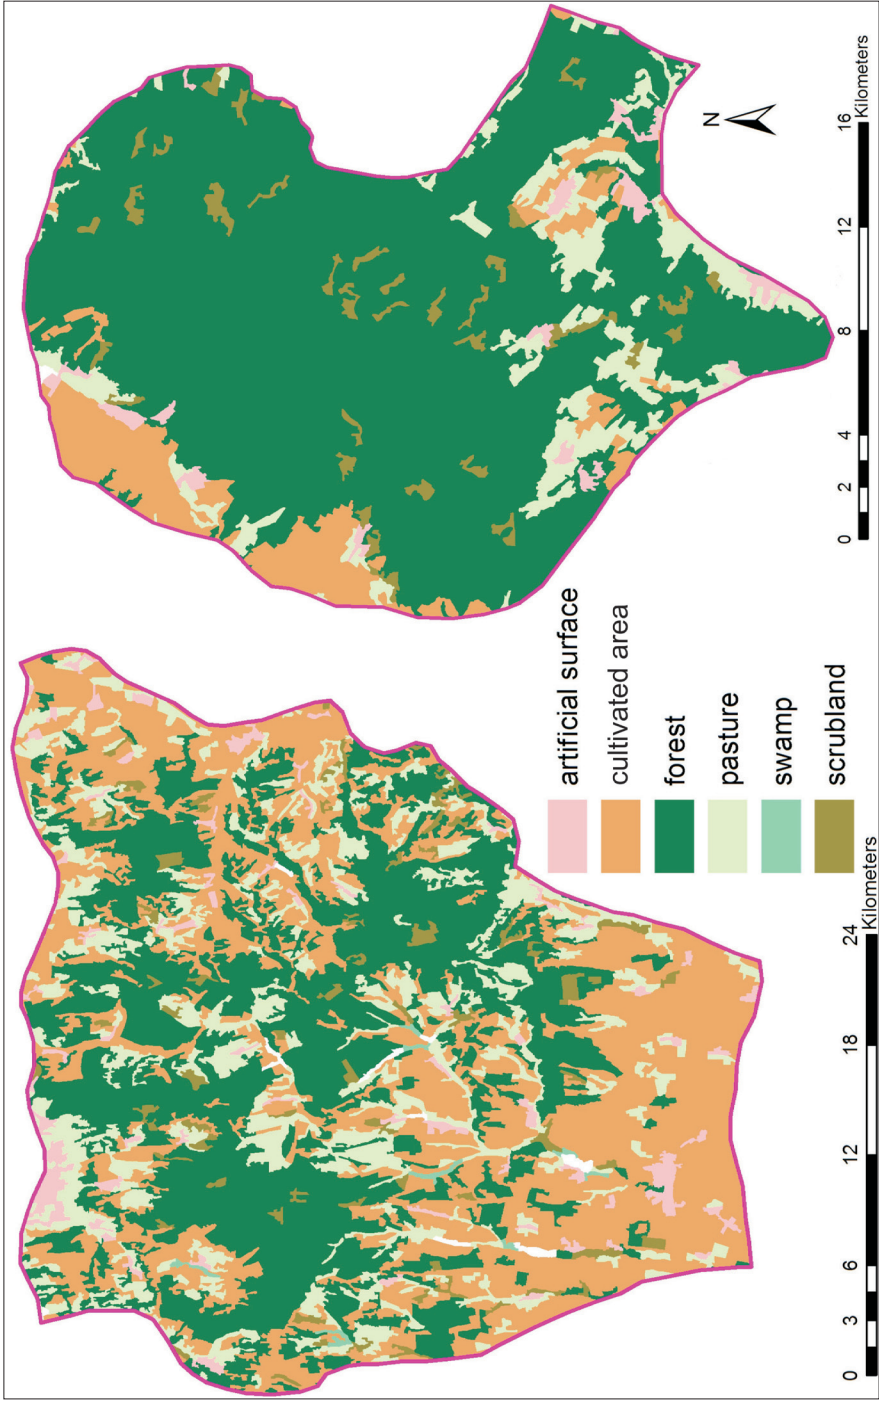 N
0 2 4 8 12 16
Kilometers
artificial surface
cultivated area
forest
pasture
swamp
scrubland
0 3 6 12 18 24
Kilometers